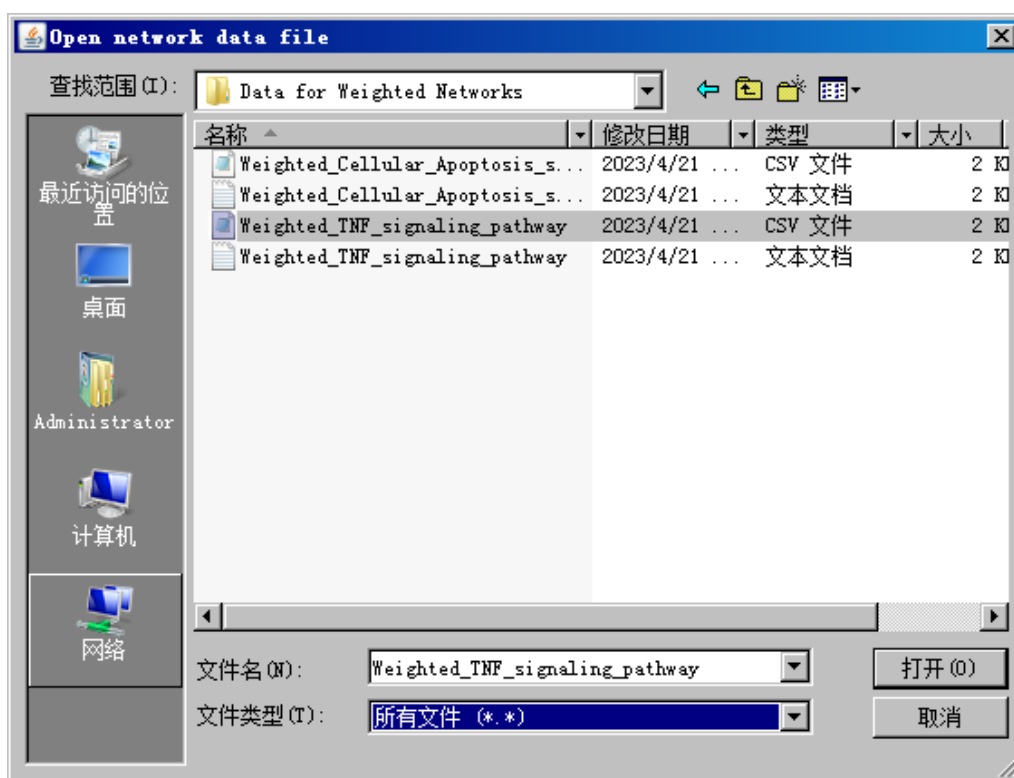 Open network data file
查找范围(I):
Data for Weighted Networks
名称 修改日期 类型 大小
Weighted_Cellular_Apoptosis_s... 2023/4/21 ... CSV 文件 2
Weighted_Cellular_Apoptosis_s... 2023/4/21 ... 文本文档 2
Weighted_TNF_signaling_pathway 2023/4/21 ... CSV 文件 2
Weighted_TNF_signaling_pathway 2023/4/21 ... 文本文档 2
最近访问的位
置
桌面
Administrator
计算机
网络
文件名(N):
Weighted_TNF_signaling_pathway
打开(O)
文件类型(T):
所有文件 (*.*)
取消